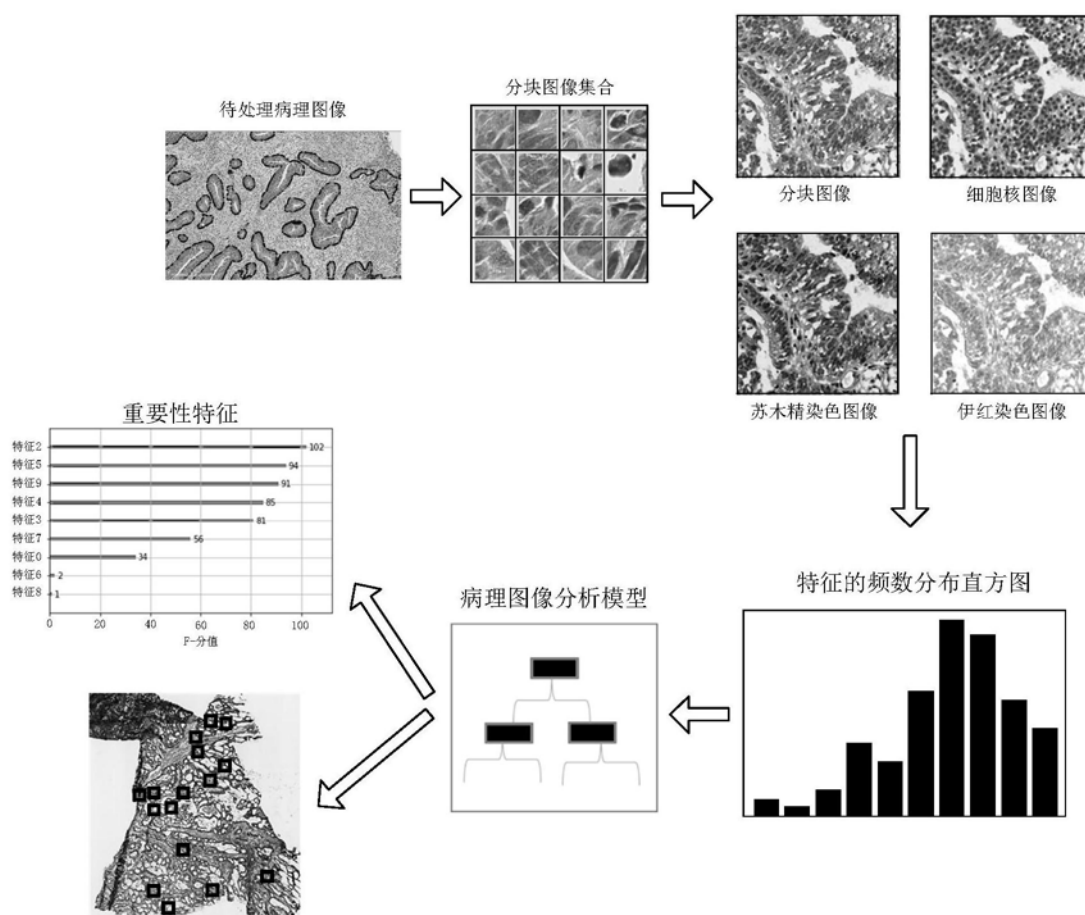 待处理病理图像
分块图像集合
分块图像
细胞核图像
苏木精染色图像
伊红染色图像
重要性特征
特征2
102
特征5
94
特征9
91
特征4
85
特征3
81
特征7
56
特征0
34
特征6
2
特征8
1
0 20 40 60 80 100
F-分值
病理图像分析模型
特征的频数分布直方图